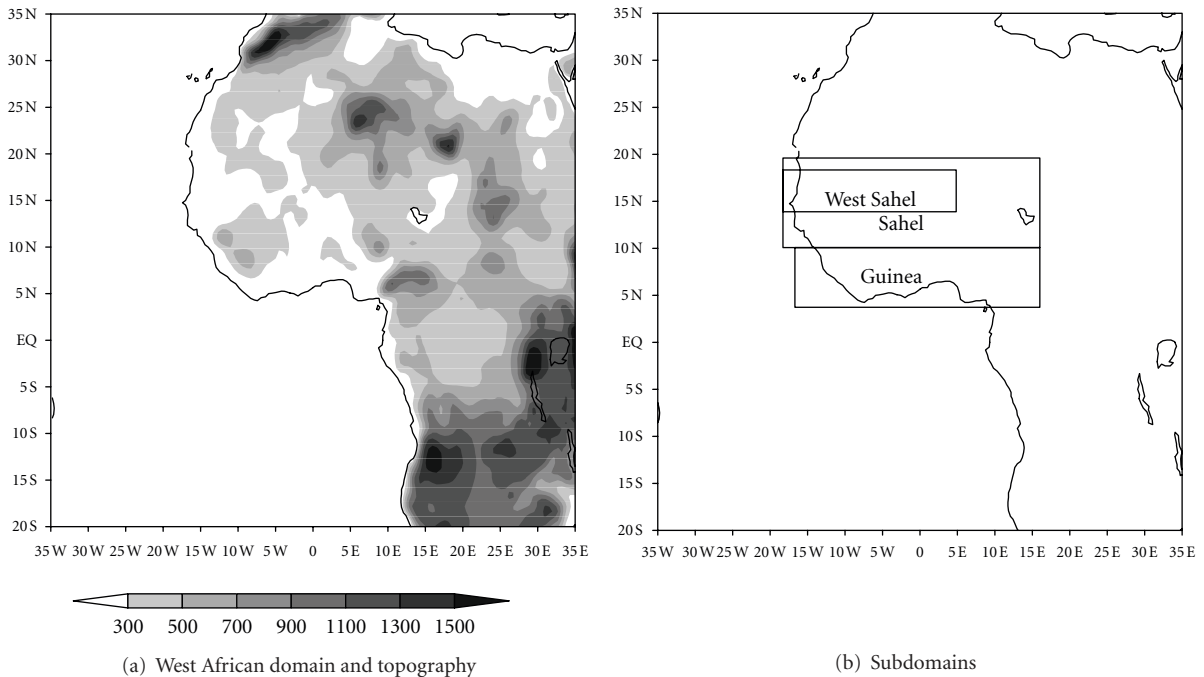 35 N
30 N
25 N
20 N
15 N
10 N
5 N
EQ
5 S
10 S
15 S
20 S
35 W 30 W 25 W 20 W 15 W 10 W 5 W 0 5 E 10 E 15 E 20 E 25 E 30 E 35 E
300 500 700 900 1100 1300 1500
(a) West African domain and topography
35 N
30 N
25 N
20 N
15 N
10 N
5 N
EQ
5 S
10 S
15 S
20 S
West Sahel
Sahel
Guinea
35 W 30 W 25 W 20 W 15 W 10 W 5 W 0 5 E 10 E 15 E 20 E 25 E 30 E 35 E
(b) Subdomains